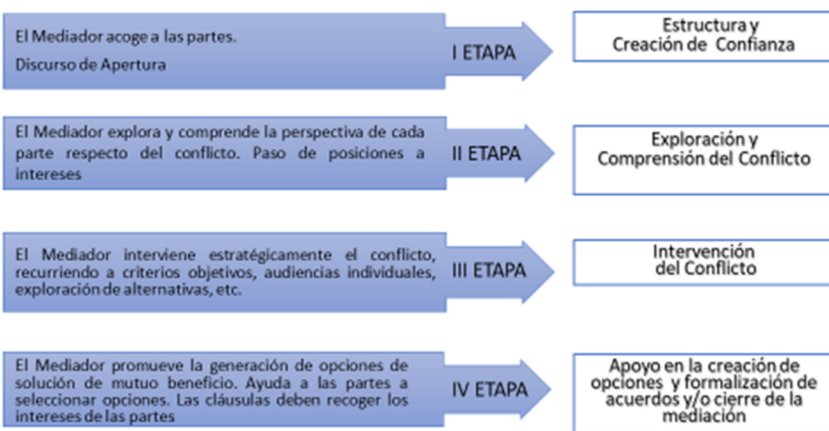 El Mediador acoge a las partes.
Discurso de Apertura
I ETAPA
Estructura y
Creación de Confianza
El Mediador explora y comprende la perspectiva de cada
parte respecto del conflicto. Paso de posiciones a
intereses
II ETAPA
Exploración y
Comprensión del Conflicto
El Mediador interviene estratégicamente el conflicto,
recurriendo a criterios objetivos, audiencias individuales,
exploración de alternativas, etc.
III ETAPA
Intervención
del Conflicto
El Mediador promueve la generación de opciones de
solución de mutuo beneficio. Ayuda a las partes a
seleccionar opciones. Las cláusulas deben recoger los
intereses de las partes
IV ETAPA
Apoyo en la creación de
opciones y formalización de
acuerdos y/o cierre de la
mediación